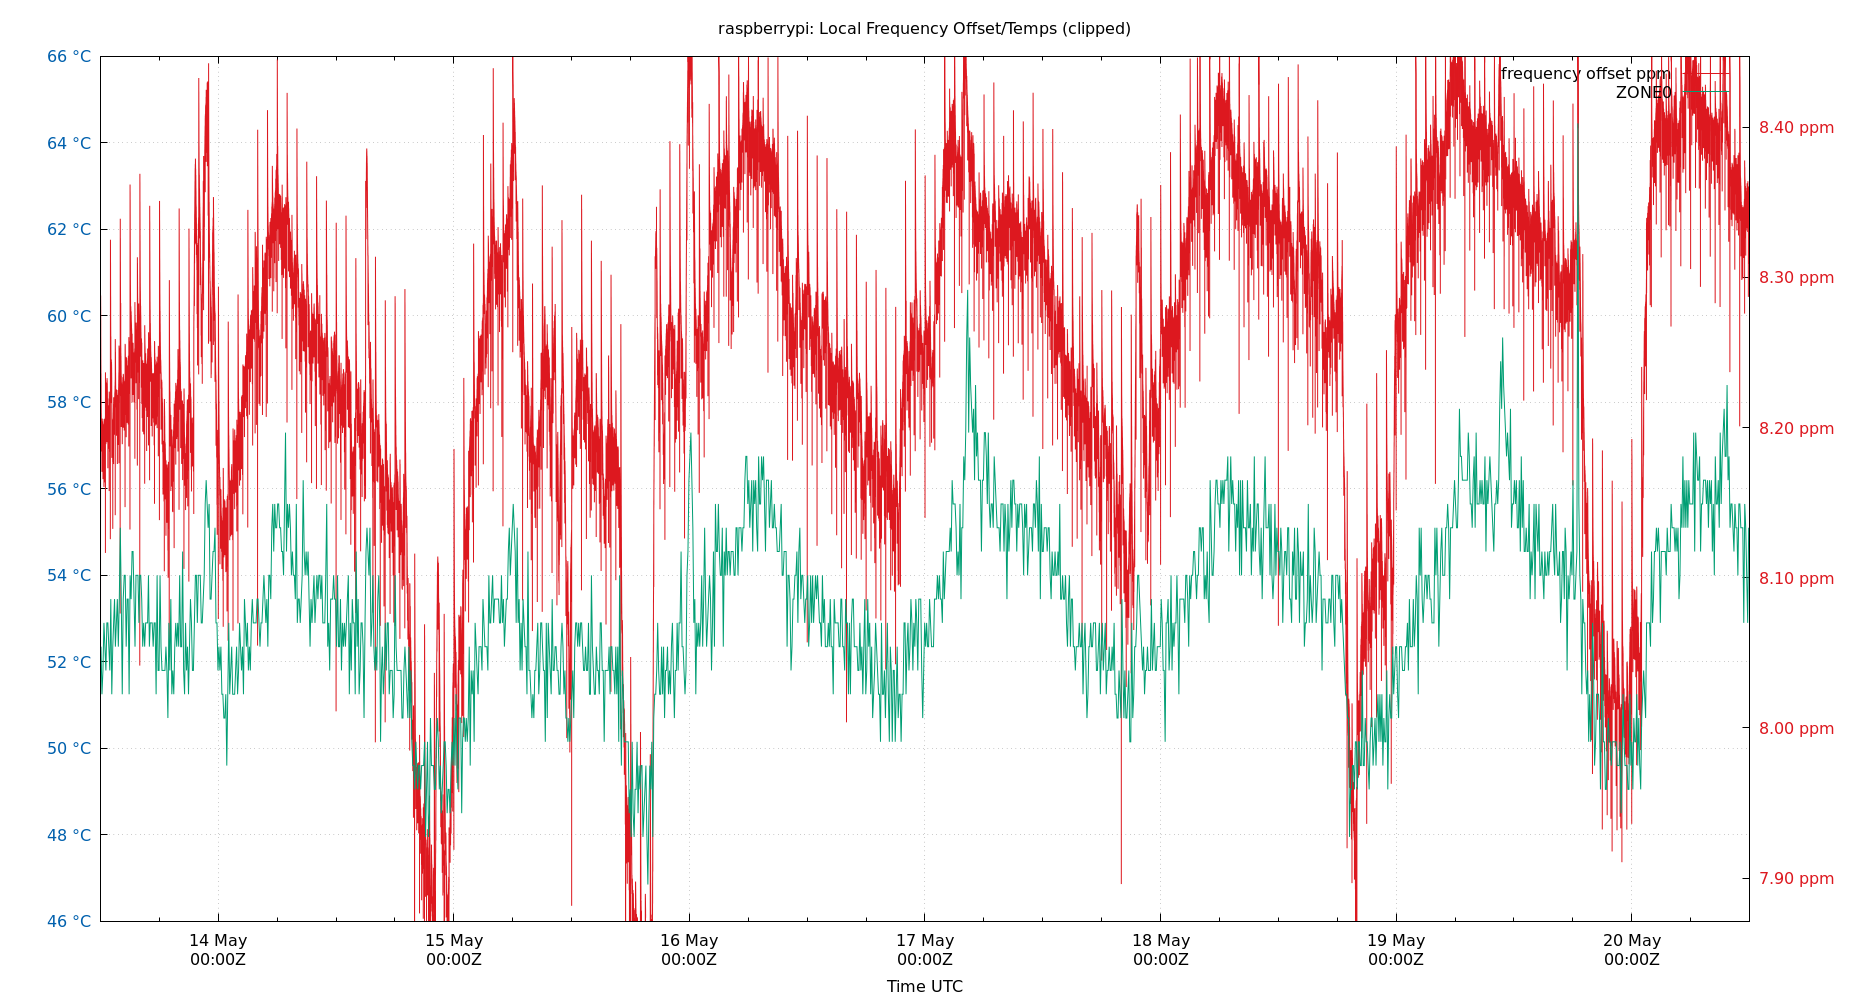 raspberrypi: Local Frequency Offset/Temps (clipped)
66 °C
64 °C
62 °C
60 °C
58 °C
56 °C
54 °C
52 °C
50 °C
48 °C
46 °C
frequency offset ppm
ZONE0
8.40 ppm
8.30 ppm
8.20 ppm
8.10 ppm
8.00 ppm
7.90 ppm
14 May
00:00Z
15 May
00:00Z
16 May
00:00Z
17 May
00:00Z
18 May
00:00Z
19 May
00:00Z
20 May
00:00Z
Time UTC